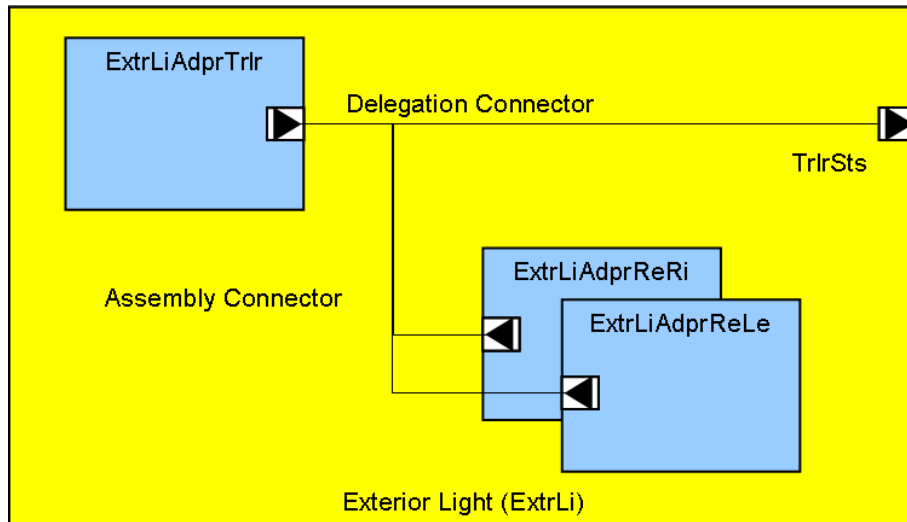 ExtrLiAdprTrlr
Delegation Connector
TrlrSts
ExtrLiAdprReRi
Assembly Connector
ExtrLiAdprReLe
Exterior Light (ExtrLi)